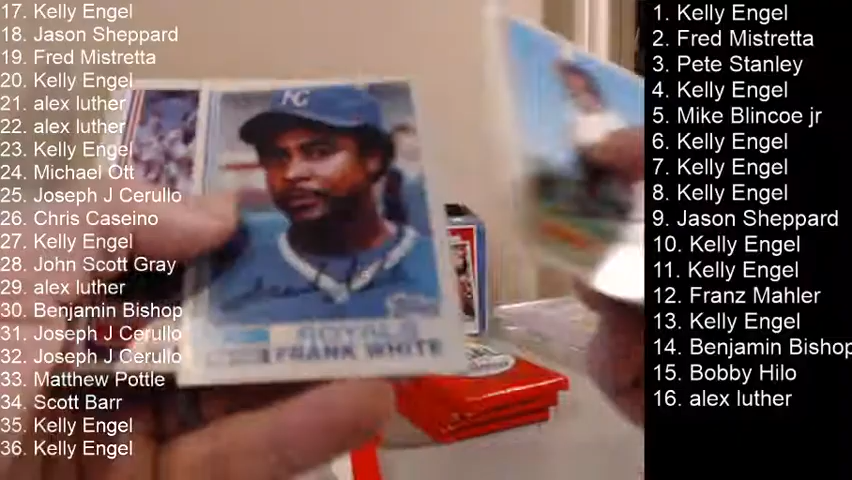 17. Kelly Engel
18. Jason Sheppard
19. Fred Mistretta
20. Kelly Engel
21. alex luther
22. alex luther
23. Kelly Engel
24. Michael Ott
25. Joseph J Cerullo
26. Chris Caseino
27. Kelly Engel
28. John Scott Gray
29. alex luther
30. Benjamin Bishop
31. Joseph J Cerullo
32. Joseph J Cerullo
33. Matthew Pottle
34. Scott Barr
35. Kelly Engel
36. Kelly Engel
KC
ROYALS
FRANK WHITE
1. Kelly Engel
2. Fred Mistretta
3. Pete Stanley
4. Kelly Engel
5. Mike Blincoe jr
6. Kelly Engel
7. Kelly Engel
8. Kelly Engel
9. Jason Sheppard
10. Kelly Engel
11. Kelly Engel
12. Franz Mahler
13. Kelly Engel
14. Benjamin Bishop
15. Bobby Hilo
16. alex luther